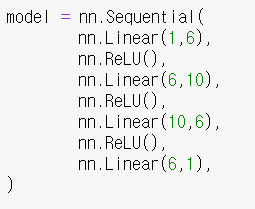 model = nn.Sequential(
        nn.Linear(1,6),
        nn.ReLU(),
        nn.Linear(6,10),
        nn.ReLU(),
        nn.Linear(10,6),
        nn.ReLU(),
        nn.Linear(6,1),
)